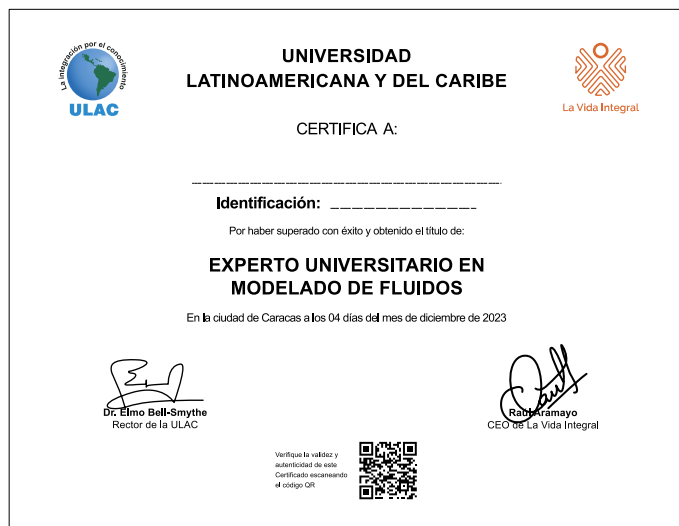 La integración por el conocimiento
ULAC
UNIVERSIDAD
LATINOAMERICANA Y DEL CARIBE
La Vida Integral
CERTIFICA A:
Identificación:
Por haber superado con éxito y obtenido el título de:
EXPERTO UNIVERSITARIO EN
MODELADO DE FLUIDOS
En la ciudad de Caracas a los 04 días del mes de diciembre de 2023
Dr. Elmo Bell-Smythe
Rector de la ULAC
Raúl Aramayo
CEO de La Vida Integral
Verifique la validez y
autenticidad de este
Certificado escaneando
el código QR